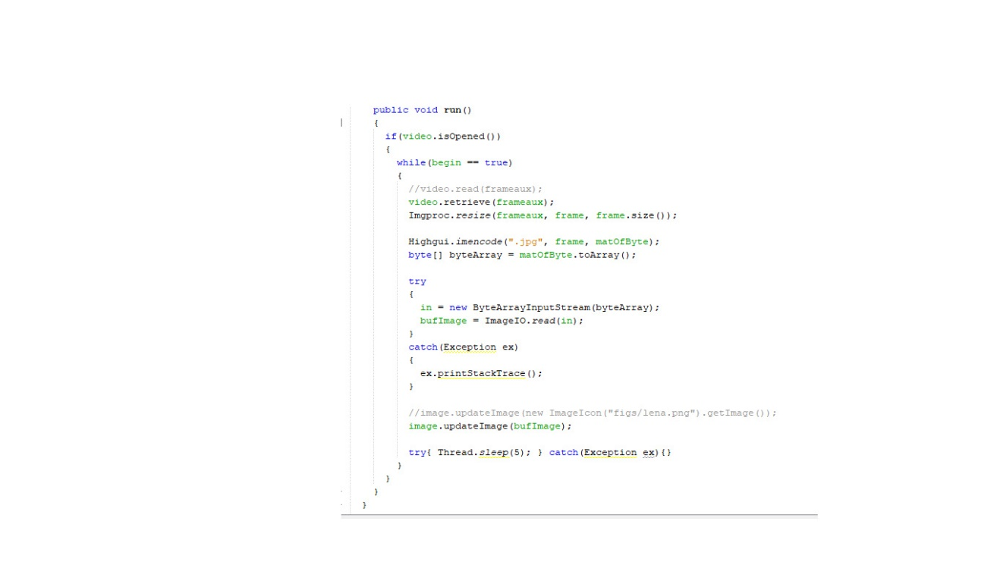 public void run()
{
if(video.isOpened())
{
while(begin == true)
{
//video.read(frameaux);
video.retrieve(frameaux);
Imgproc.resize(frameaux, frame, frame.size());
Highgui.imencode(".jpg", frame, matOfByte);
byte[] byteArray = matOfByte.toArray();
try
{
in = new ByteArrayInputStream(byteArray);
bufImage = ImageIO.read(in);
}
catch(Exception ex)
{
ex.printStackTrace();
}
//image.updateImage(new ImageIcon("figs/lena.png").getImage());
image.updateImage(bufImage);
try{ Thread.sleep(5); } catch(Exception ex){}
}
}
}
}